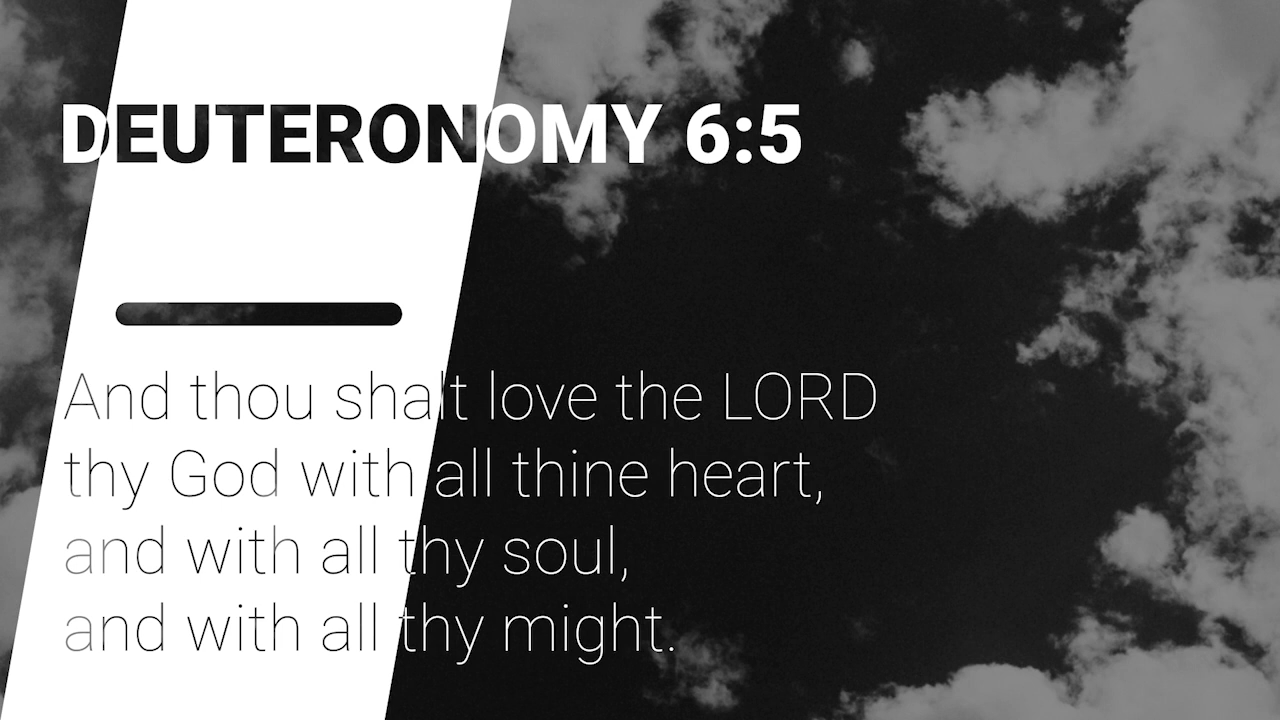 DEUTERONOMY 6:5
And thou shalt love the LORD
thy God with all thine heart,
and with all thy soul,
and with all thy might.